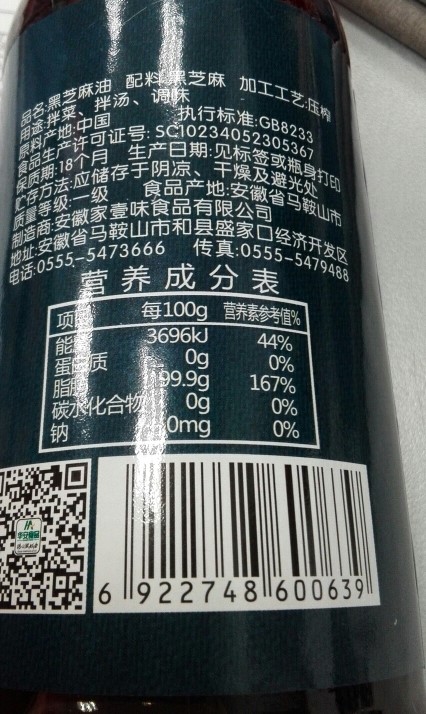 品名:黑芝麻油 配料:黑芝麻 加工工艺:压榨
用途:拌菜、拌汤、调味
原料产地:中国 执行标准:GB8233
食品生产许可证号: SC10234052305367
保质期:18个月 生产日期:见标签或瓶身打印
贮存方法:应储存于阴凉、干燥及避光处
质量等级:一级 食品产地:安徽省马鞍山市
制造商:安徽家壹味食品有限公司
地址:安徽省马鞍山市和县盛家口经济开发区
电话:0555-5473666 传真:0555-5479488
营养成分表
项目 每100g 营养素参考值%
能量 3696kJ 44%
蛋白质 0g 0%
脂肪 99.9g 167%
碳水化合物 0g 0%
钠 0mg 0%
6 922748 600639